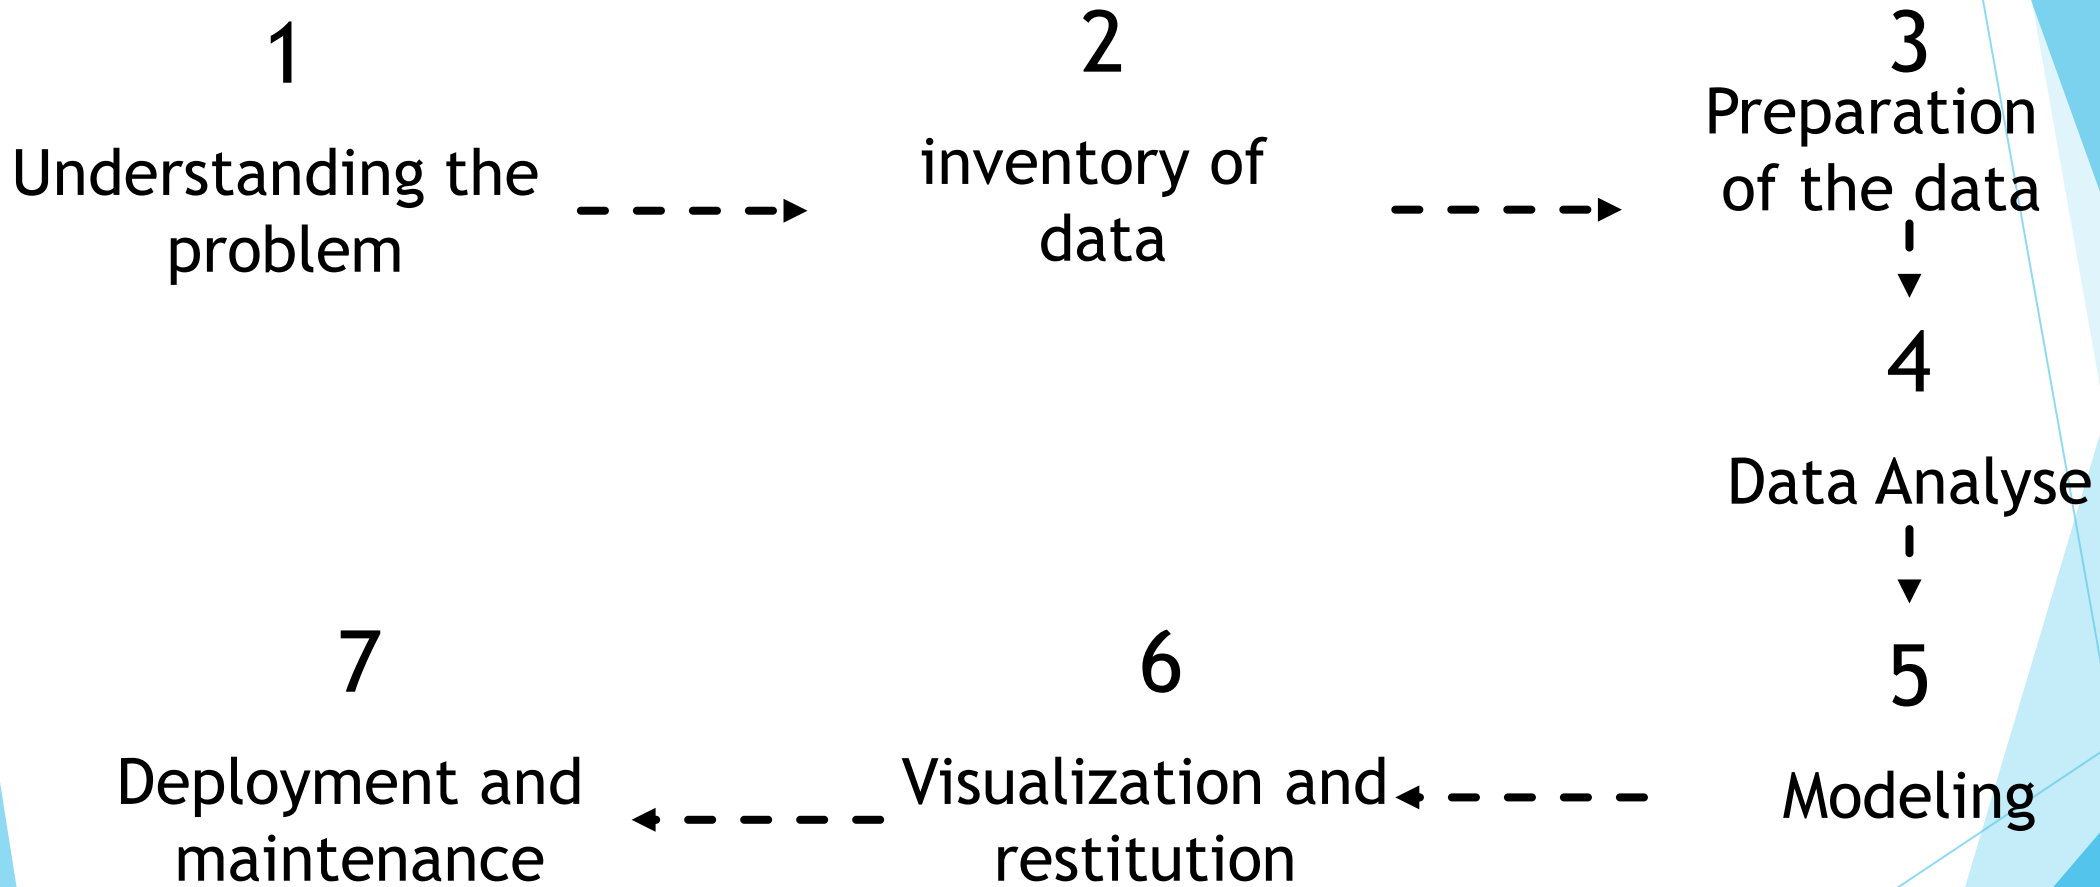 1
Understanding the
problem
2
inventory of
data
3
Preparation
of the data
4
Data Analyse
5
Modeling
6
Visualization and
restitution
7
Deployment and
maintenance